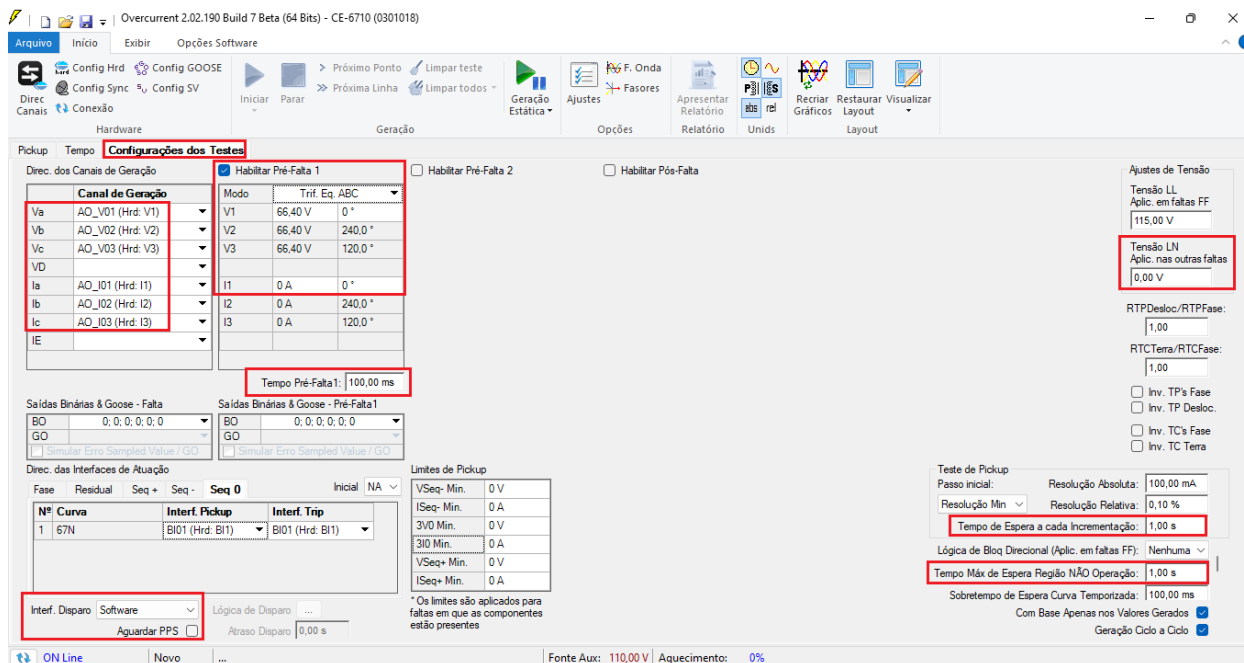 Overcurrent 2.02.190 Build 7 Beta (64 Bits) - CE-6710 (0301018)
Arquivo Início Exibir Opções Software
Direc Canais
Config Hrd Config GOOSE
Config Sync Config SV
Conexão
Hardware
Iniciar Parar
Próximo Ponto Limpar teste
Próxima Linha Limpar todos
Geração Estática
Geração
Ajustes
F. Onda
Fasores
Opções
Apresentar Relatório
Relatório
abs rel
Unids
Recriar Gráficos Restaurar Layout Visualizar
Layout
Pickup Tempo Configurações dos Testes
Direc. dos Canais de Geração
Canal de Geração
Va AO_V01 (Hrd: V1)
Vb AO_V02 (Hrd: V2)
Vc AO_V03 (Hrd: V3)
VD
Ia AO_I01 (Hrd: I1)
Ib AO_I02 (Hrd: I2)
Ic AO_I03 (Hrd: I3)
IE
Habilitar Pré-Falta 1
Modo Trif. Eq. ABC
V1 66,40 V 0 °
V2 66,40 V 240,0 °
V3 66,40 V 120,0 °
I1 0 A 0 °
I2 0 A 240,0 °
I3 0 A 120,0 °
Tempo Pré-Falta1: 100,00 ms
Habilitar Pré-Falta 2
Habilitar Pós-Falta
Ajustes de Tensão
Tensão LL
Aplic. em faltas FF
115,00 V
Tensão LN
Aplic. nas outras faltas
0,00 V
RTPDesloc/RTPFase:
1,00
RTCTerra/RTCFase:
1,00
Inv. TP's Fase
Inv. TP Desloc.
Inv. TC's Fase
Inv. TC Terra
Saídas Binárias & Goose - Falta
BO 0; 0; 0; 0; 0; 0
GO
Simular Erro Sampled Value / GO
Saídas Binárias & Goose - Pré-Falta1
BO 0; 0; 0; 0; 0; 0
GO
Simular Erro Sampled Value / GO
Direc. das Interfaces de Atuação
Fase Residual Seq + Seq - Seq 0 Inicial NA
Nº Curva Interf. Pickup Interf. Trip
1 67N BI01 (Hrd: BI1) BI01 (Hrd: BI1)
Interf. Disparo Software Lógica de Disparo ...
Aguardar PPS Atraso Disparo 0,00 s
Limites de Pickup
VSeq- Min. 0 V
ISeq- Min. 0 A
3V0 Min. 0 V
3I0 Min. 0 A
VSeq+ Min. 0 V
ISeq+ Min. 0 A
* Os limites são aplicados para
faltas em que as componentes
estão presentes
Teste de Pickup
Passo inicial: Resolução Absoluta: 100,00 mA
Resolução Min Resolução Relativa: 0,10 %
Tempo de Espera a cada Incrementação: 1,00 s
Lógica de Bloq Direcional (Aplic. em faltas FF): Nenhuma
Tempo Máx de Espera Região NÃO Operação: 1,00 s
Sobretempo de Espera Curva Temporizada: 100,00 ms
Com Base Apenas nos Valores Gerados
Geração Ciclo a Ciclo
ON Line Novo ... Fonte Aux: 110,00 V Aquecimento: 0%